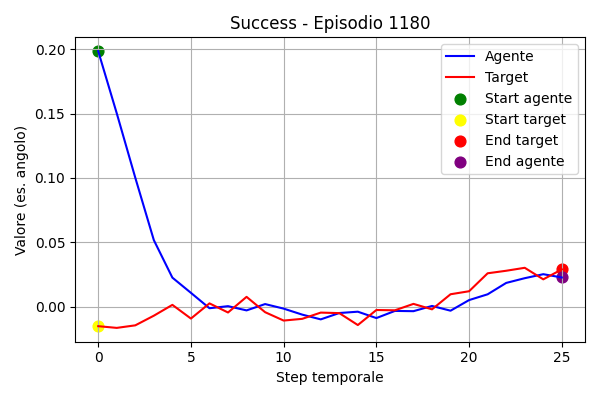 Success - Episodio 1180
Valore (es. angolo)
0.20
0.15
0.10
0.05
0.00
Agente
Target
Start agente
Start target
End target
End agente
0 5 10 15 20 25
Step temporale